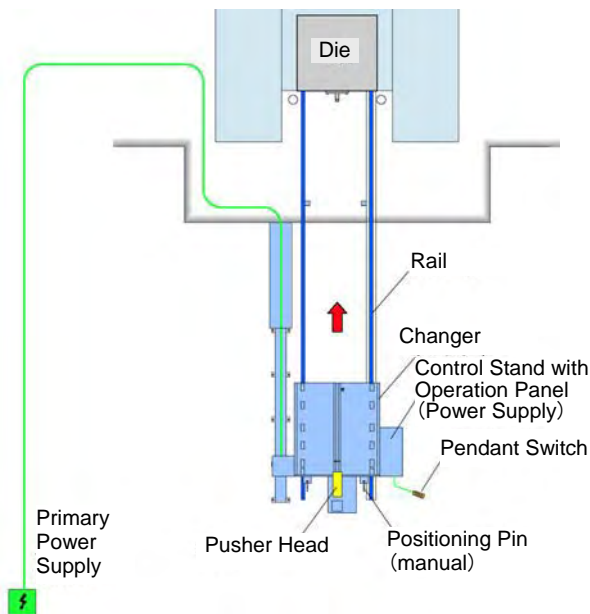 Die
Rail
Changer
Control Stand with
Operation Panel
(Power Supply)
Pendant Switch
Primary
Power
Supply
Pusher Head
Positioning Pin
(manual)